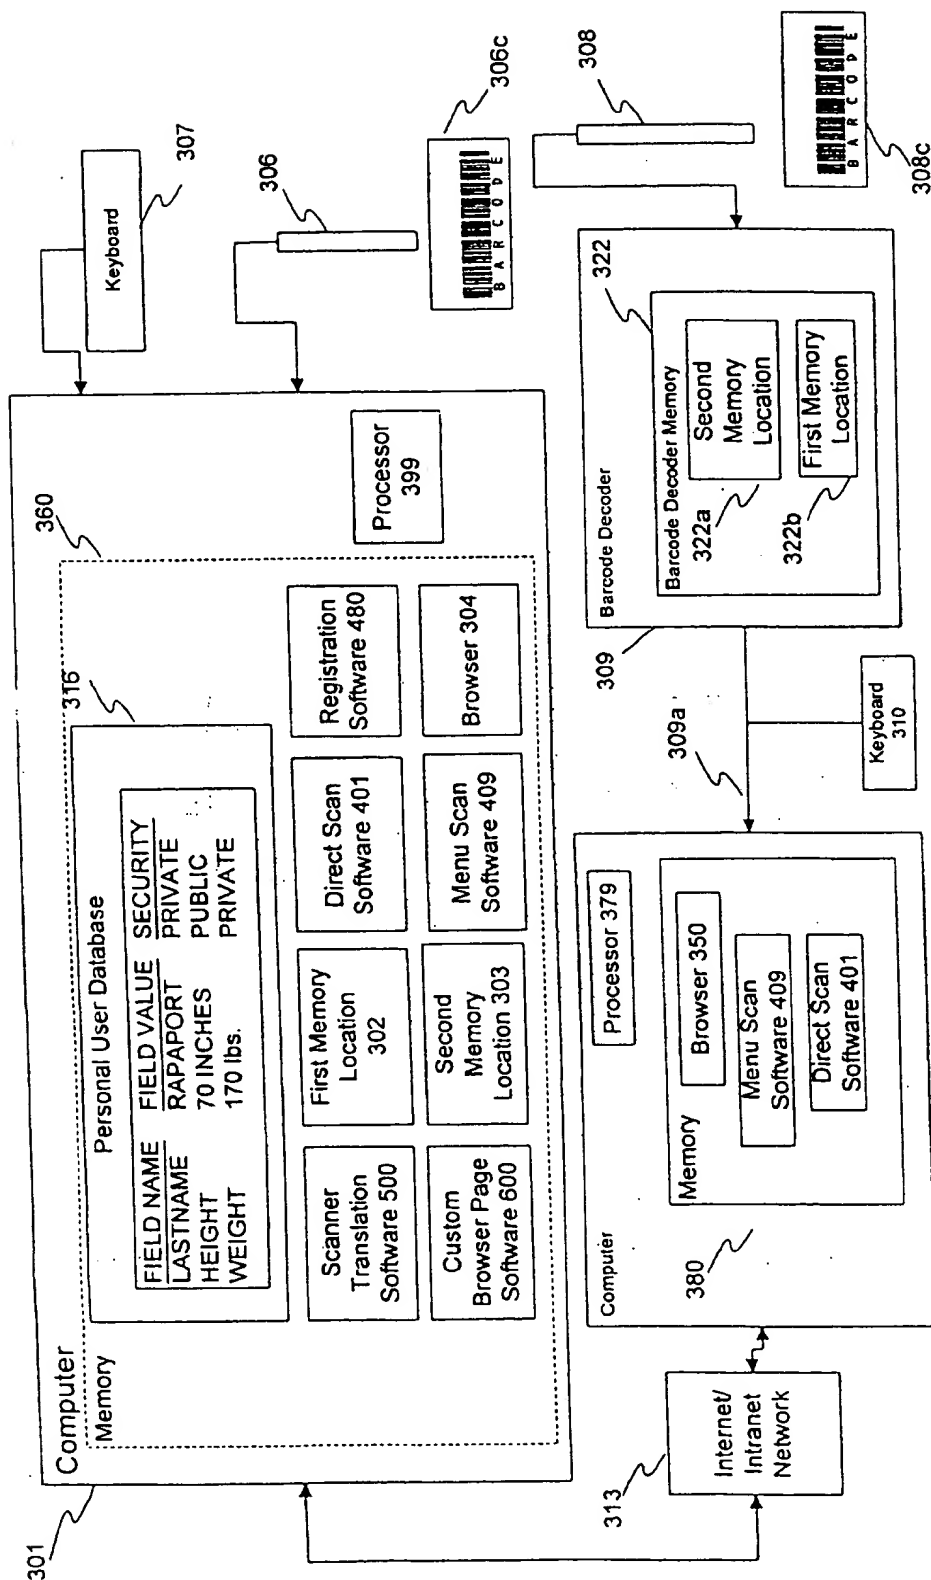 Computer
Memory
Personal User Database
FIELD NAME FIELD VALUE SECURITY
LASTNAME RAPAPORT PRIVATE
HEIGHT 70 INCHES PUBLIC
WEIGHT 170 lbs. PRIVATE
316
360
Scanner
Translation
Software 500
First Memory
Location
302
Direct Scan
Software 401
Registration
Software 480
Custom
Browser Page
Software 600
Second
Memory
Location 303
Menu Scan
Software 409
Browser 304
Processor
399
301
Keyboard
307
306
BARCODE
306c
308
BARCODE
308c
313
Internet/
Intranet
Network
Computer
Processor 379
Memory
Browser 350
Menu Scan
Software 409
Direct Scan
Software 401
380
309a
Keyboard
310
309
Barcode Decoder
322
Barcode Decoder Memory
Second
Memory
Location
322a
First Memory
Location
322b